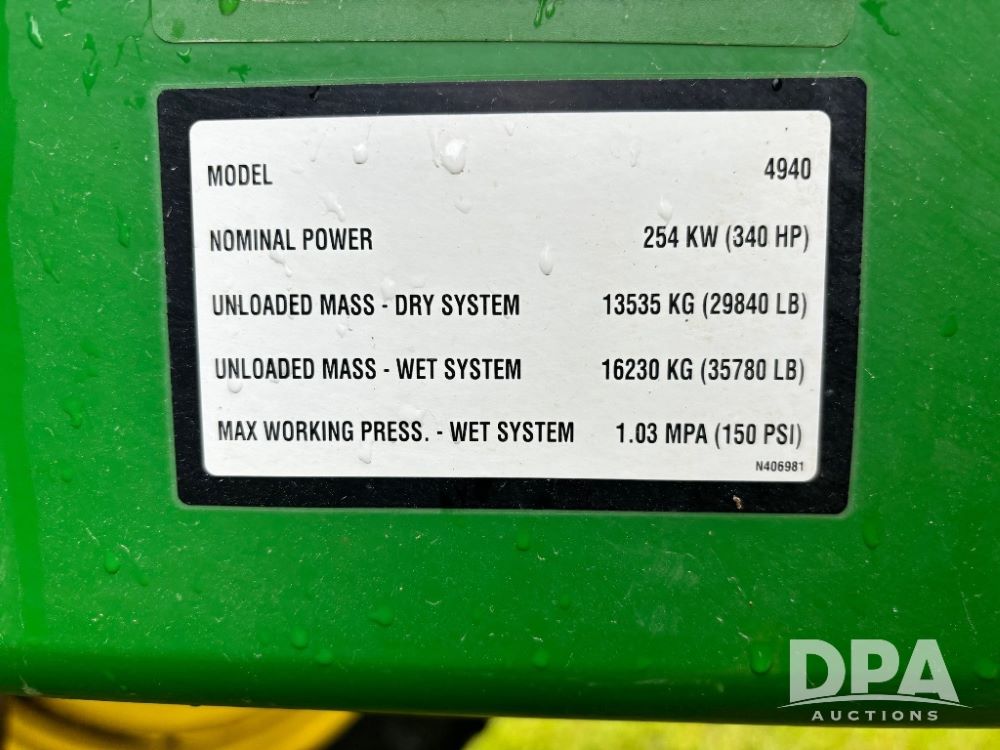 MODEL 4940
NOMINAL POWER 254 KW (340 HP)
UNLOADED MASS - DRY SYSTEM 13535 KG (29840 LB)
UNLOADED MASS - WET SYSTEM 16230 KG (35780 LB)
MAX WORKING PRESS. - WET SYSTEM 1.03 MPA (150 PSI)
N406981
DPA
AUCTIONS